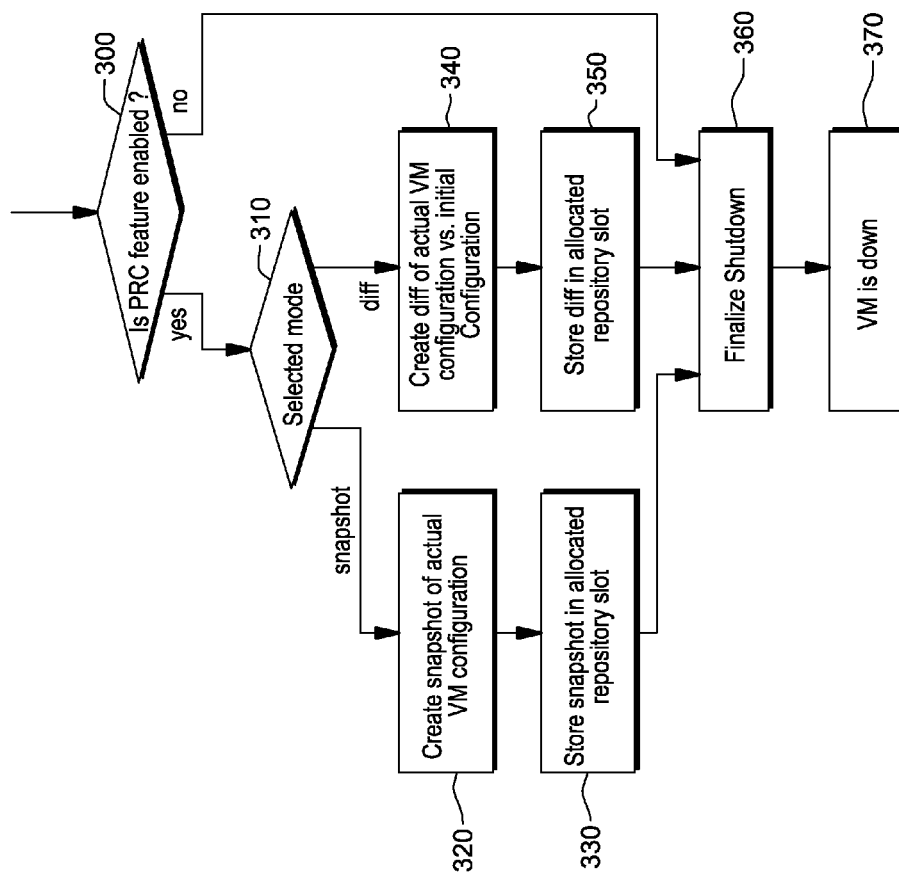 300
Is PRC feature enabled ?
yes
no
310
Selected mode
snapshot
diff
Create snapshot of actual
VM configuration
320
Create diff of actual VM
configuration vs. initial
Configuration
340
Store snapshot in allocated
repository slot
330
Store diff in allocated
repository slot
350
Finalize Shutdown
360
VM is down
370